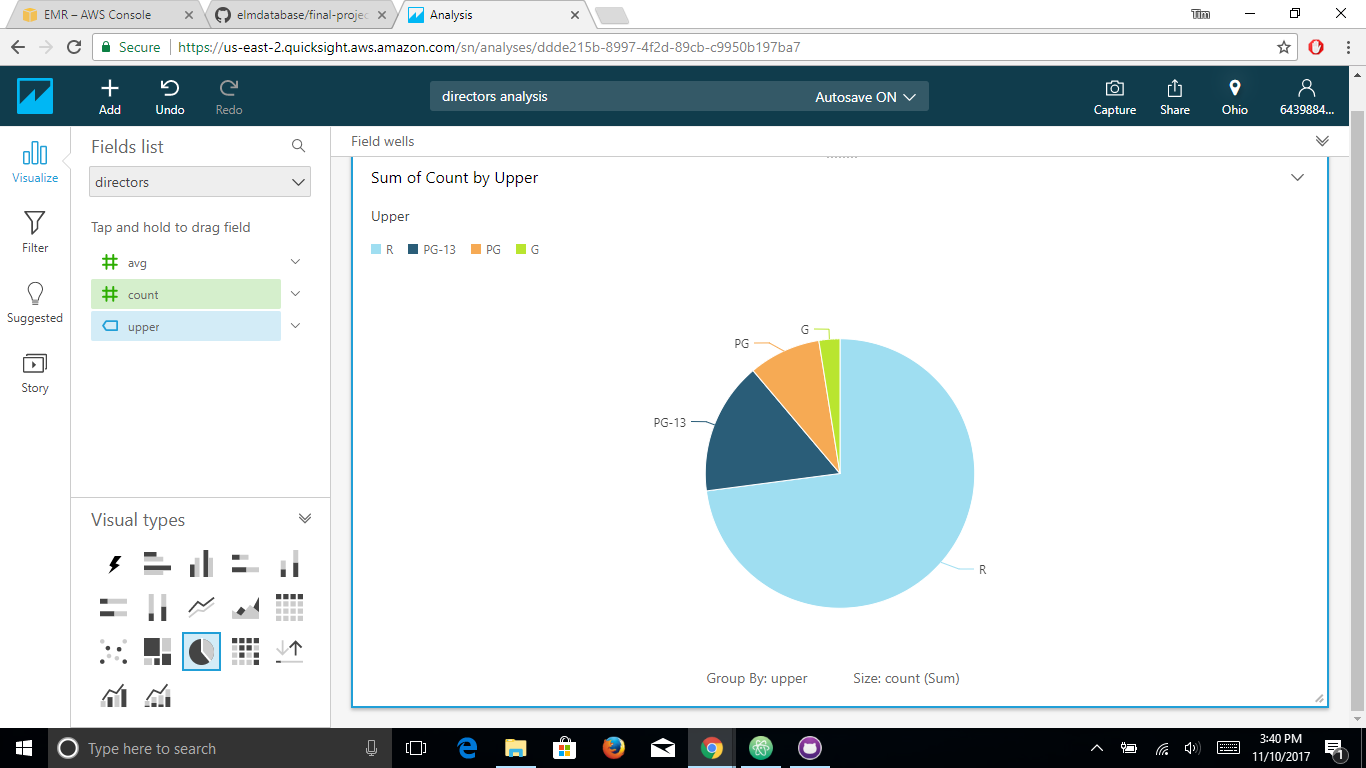 EMR – AWS Console
elmdatabase/final-projec
Analysis
Tim
Secure
https://us-east-2.quicksight.aws.amazon.com/sn/analyses/ddde215b-8997-4f2d-89cb-c9950b197ba7
Add
Undo
Redo
directors analysis
Autosave ON
Capture
Share
Ohio
6439884...
Visualize
Filter
Suggested
Story
Fields list
directors
Tap and hold to drag field
avg
count
upper
Visual types
Field wells
Sum of Count by Upper
Upper
R PG-13 PG G
G
PG
PG-13
R
Group By: upper Size: count (Sum)
Type here to search
3:40 PM
11/10/2017
1